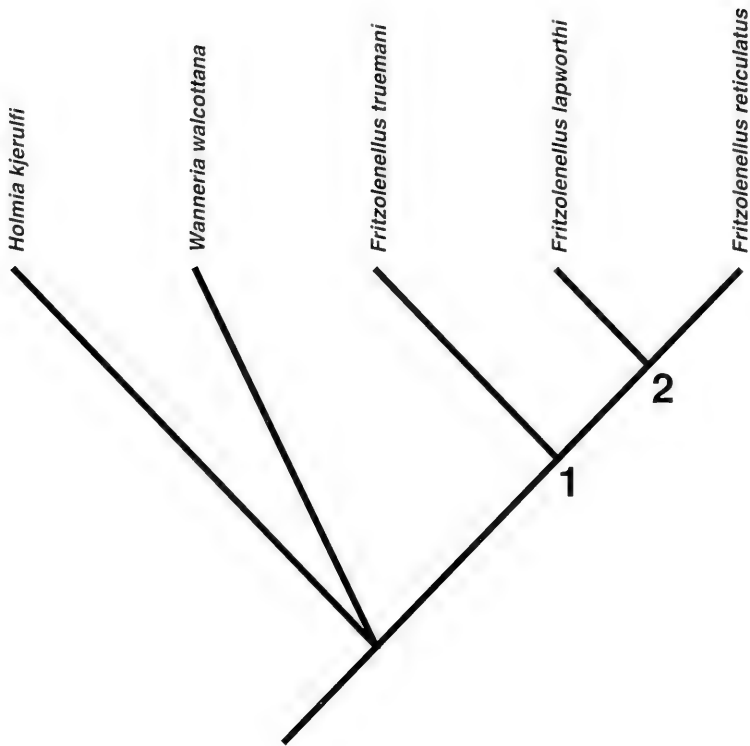 Holmia kjerulfi
Wanneria walcottana
Fritzolenellus truemani
Fritzolenellus lapworthi
Fritzolenellus reticulatus
2
1